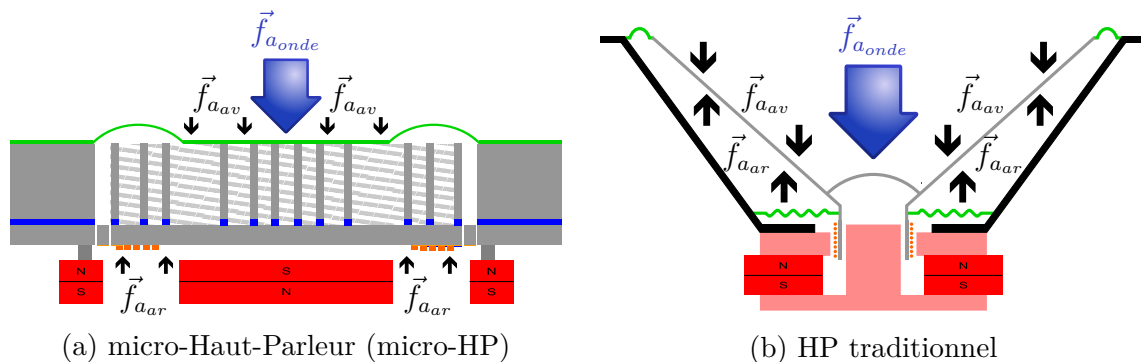 f⃗a_onde
f⃗a_av f⃗a_av
N S N
S N S
f⃗a_ar f⃗a_ar
(a) micro-Haut-Parleur (micro-HP)
f⃗a_onde
f⃗a_av f⃗a_av
f⃗a_ar f⃗a_ar
N N
S S
(b) HP traditionnel